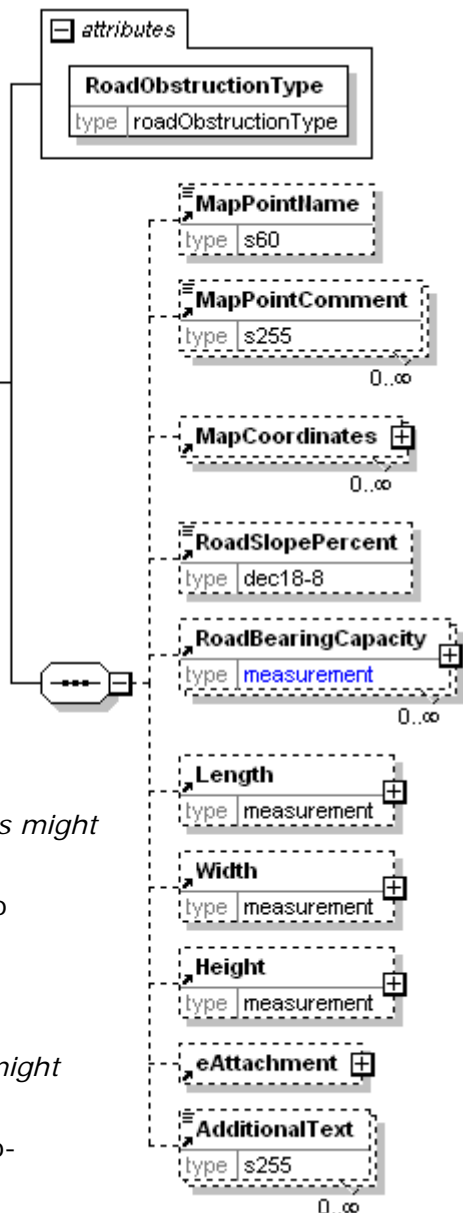 attributes
RoadObstructionType
type roadObstructionType
MapPointName
type s60
MapPointComment
type s255
0..∞
MapCoordinates
0..∞
RoadSlopePercent
type dec18-8
RoadBearingCapacity
type measurement
0..∞
Length
type measurement
s might
Width
type measurement
Height
type measurement
might
eAttachment
AdditionalText
type s255
0..∞